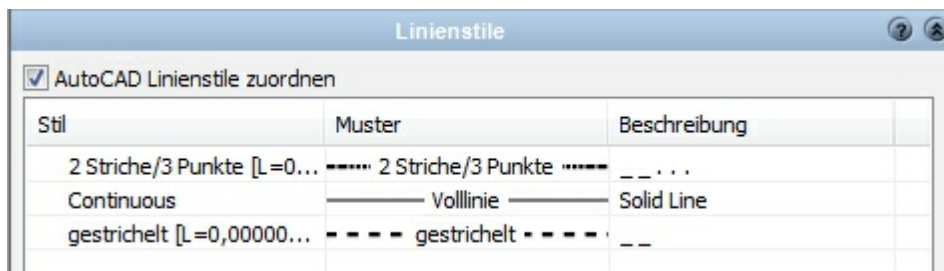 Linienstile
AutoCAD Linienstile zuordnen
Stil Muster Beschreibung
2 Striche/3 Punkte [L=0... 2 Striche/3 Punkte _ _ . . .
Continuous Volllinie Solid Line
gestrichelt [L=0,00000... gestrichelt _ _